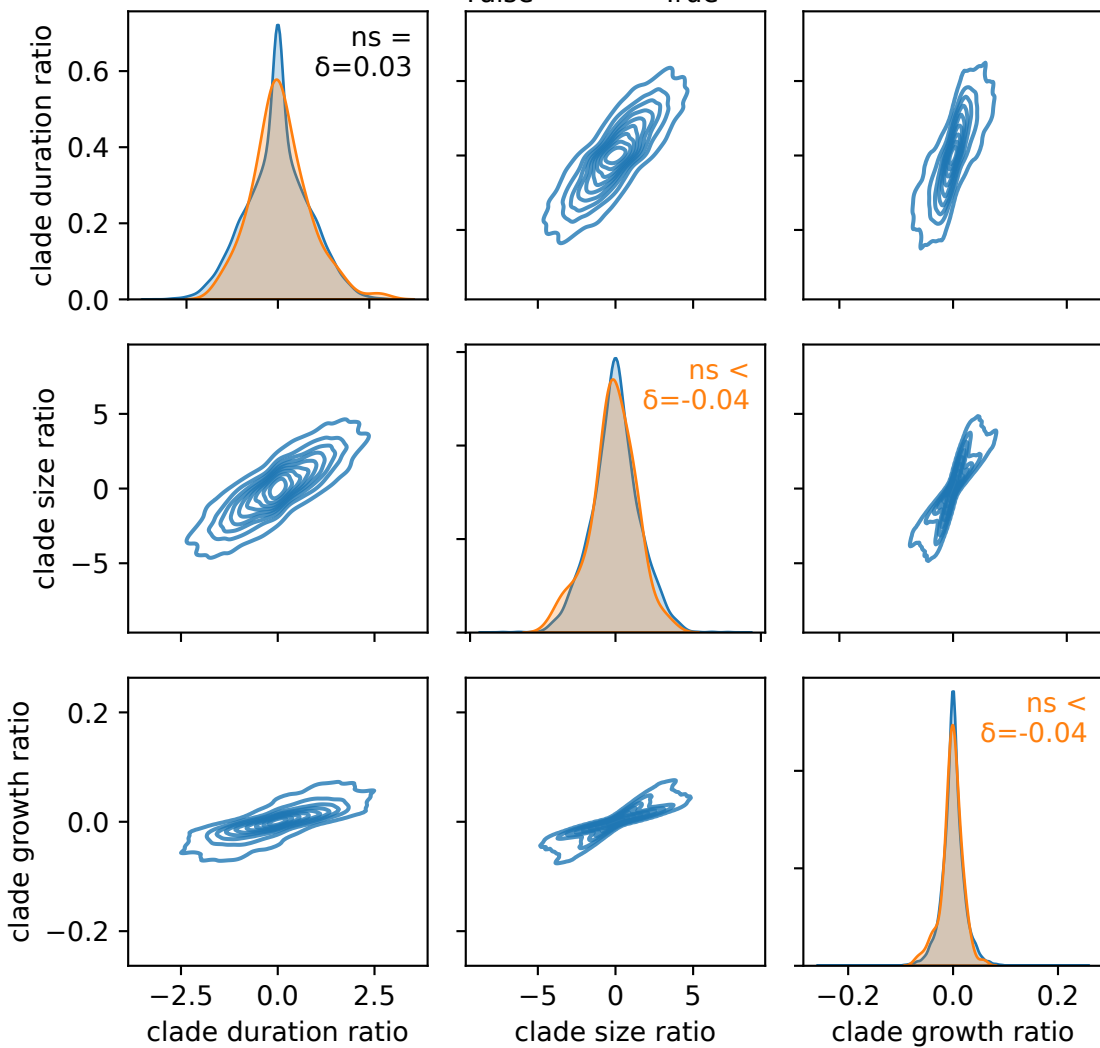 clade duration ratio
0.6
0.4
0.2
0.0
ns =
δ=0.03
clade size ratio
5
0
−5
ns <
δ=-0.04
clade growth ratio
0.2
0.0
−0.2
ns <
δ=-0.04
−2.5
0.0
2.5
−5
0
5
−0.2
0.0
0.2
clade duration ratio
clade size ratio
clade growth ratio